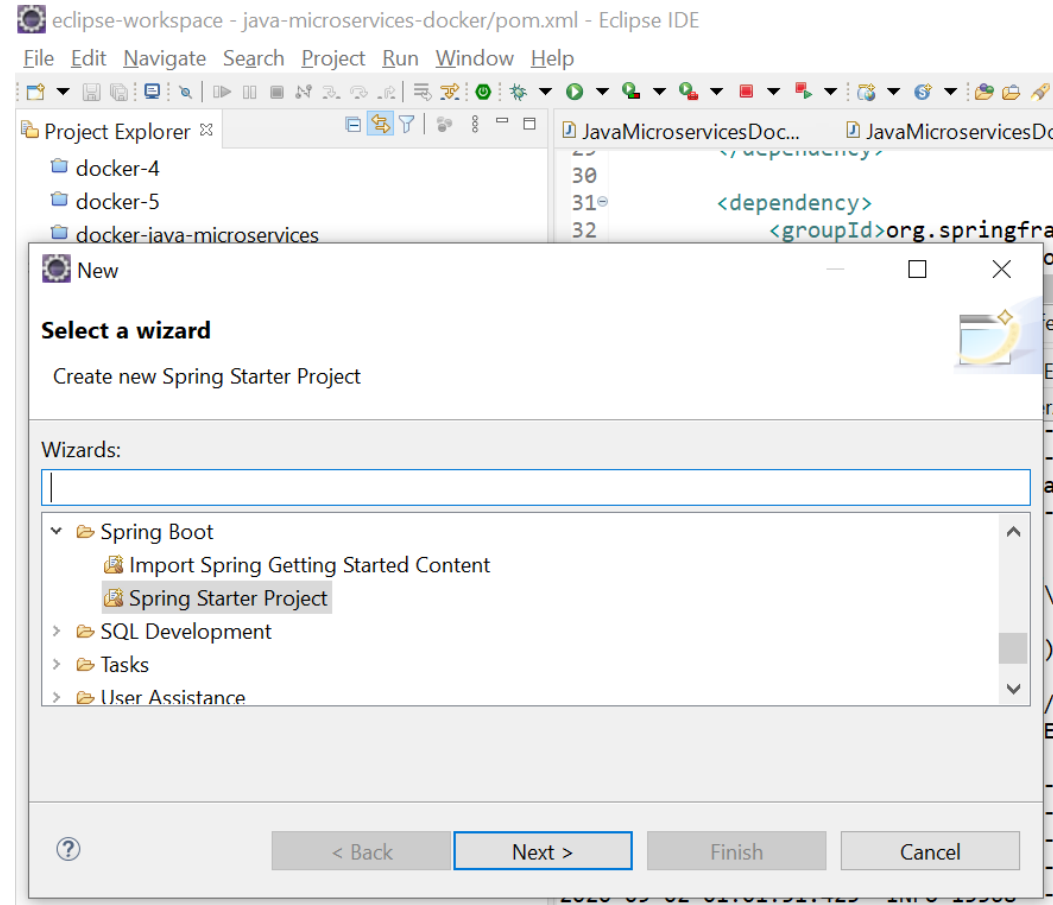 eclipse-workspace - java-microservices-docker/pom.xml - Eclipse IDE
File Edit Navigate Search Project Run Window Help
Project Explorer
JavaMicroservicesDoc... JavaMicroservicesDo
docker-4
docker-5
docker-java-microservices
29 </dependency>
30
31 <dependency>
32 <groupId>org.springfra
New
Select a wizard
Create new Spring Starter Project
Wizards:
Spring Boot
Import Spring Getting Started Content
Spring Starter Project
SQL Development
Tasks
User Assistance
< Back Next > Finish Cancel